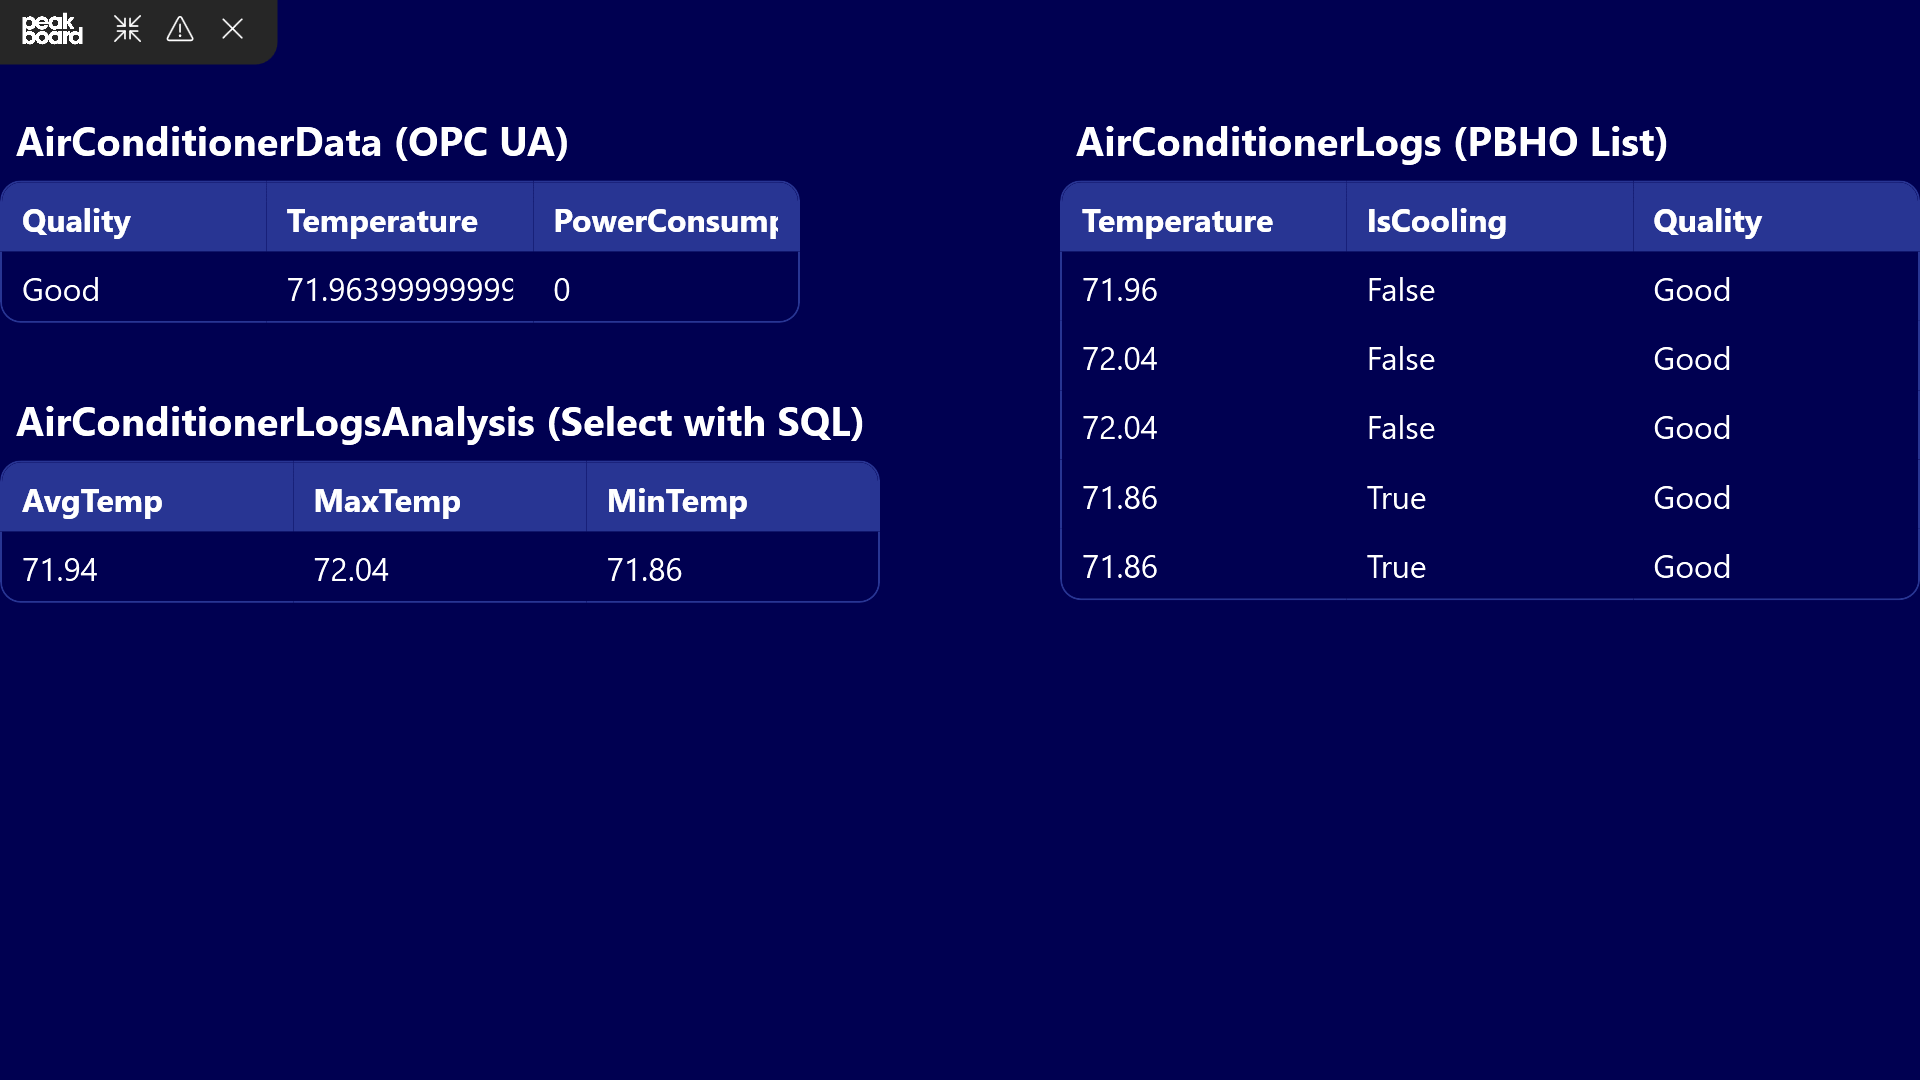 peak
board
AirConditionerData (OPC UA)
Quality Temperature PowerConsump
Good 71.96399999999 0
AirConditionerLogsAnalysis (Select with SQL)
AvgTemp MaxTemp MinTemp
71.94 72.04 71.86
AirConditionerLogs (PBHO List)
Temperature IsCooling Quality
71.96 False Good
72.04 False Good
72.04 False Good
71.86 True Good
71.86 True Good